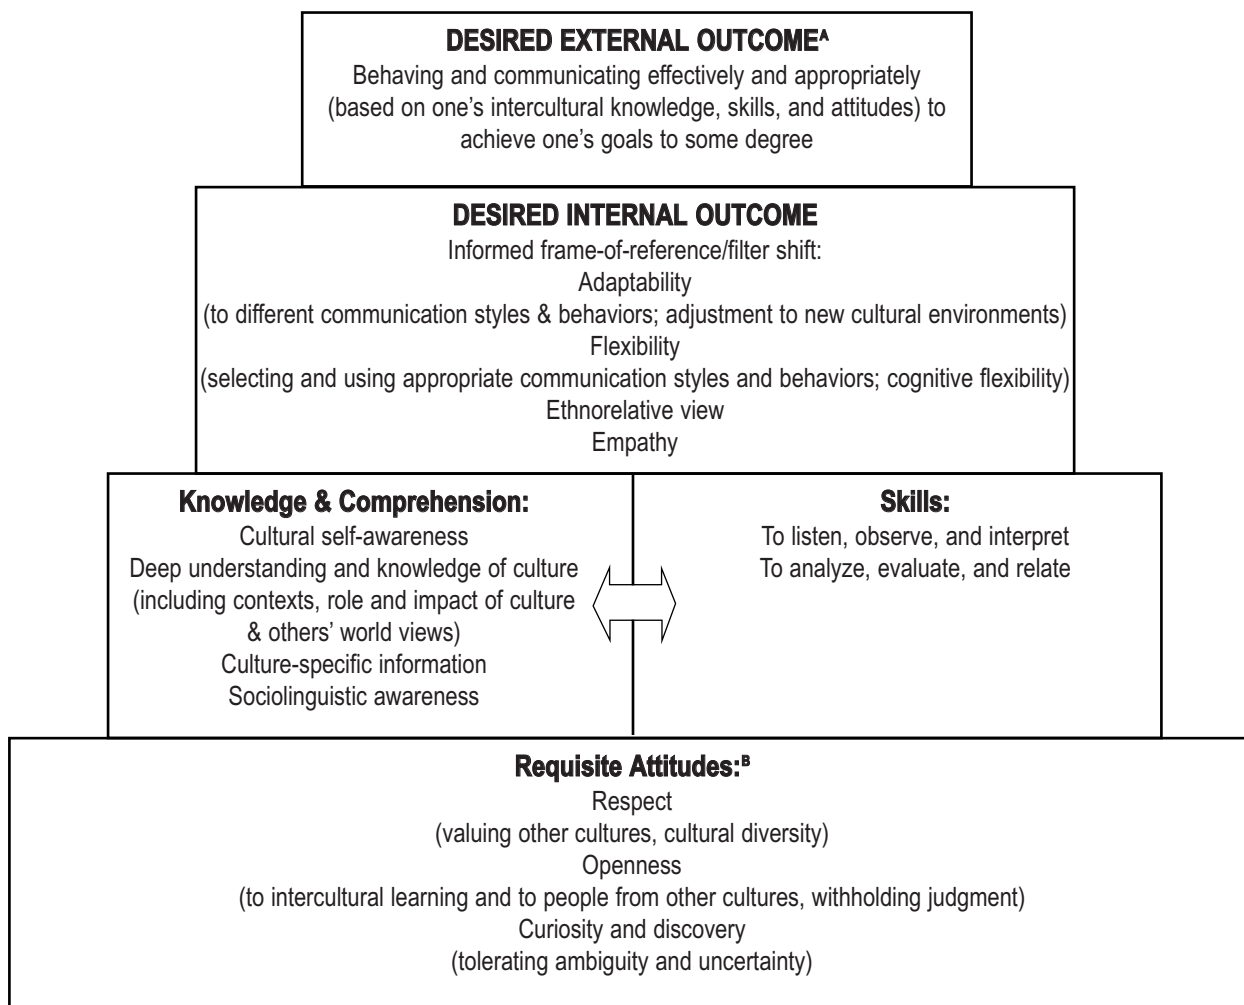 DESIRED EXTERNAL OUTCOMEᴬ
Behaving and communicating effectively and appropriately
(based on one’s intercultural knowledge, skills, and attitudes) to
achieve one’s goals to some degree
DESIRED INTERNAL OUTCOME
Informed frame-of-reference/filter shift:
Adaptability
(to different communication styles & behaviors; adjustment to new cultural environments)
Flexibility
(selecting and using appropriate communication styles and behaviors; cognitive flexibility)
Ethnorelative view
Empathy
Knowledge & Comprehension:
Cultural self-awareness
Deep understanding and knowledge of culture
(including contexts, role and impact of culture
& others’ world views)
Culture-specific information
Sociolinguistic awareness
Skills:
To listen, observe, and interpret
To analyze, evaluate, and relate
Requisite Attitudes:ᴮ
Respect
(valuing other cultures, cultural diversity)
Openness
(to intercultural learning and to people from other cultures, withholding judgment)
Curiosity and discovery
(tolerating ambiguity and uncertainty)